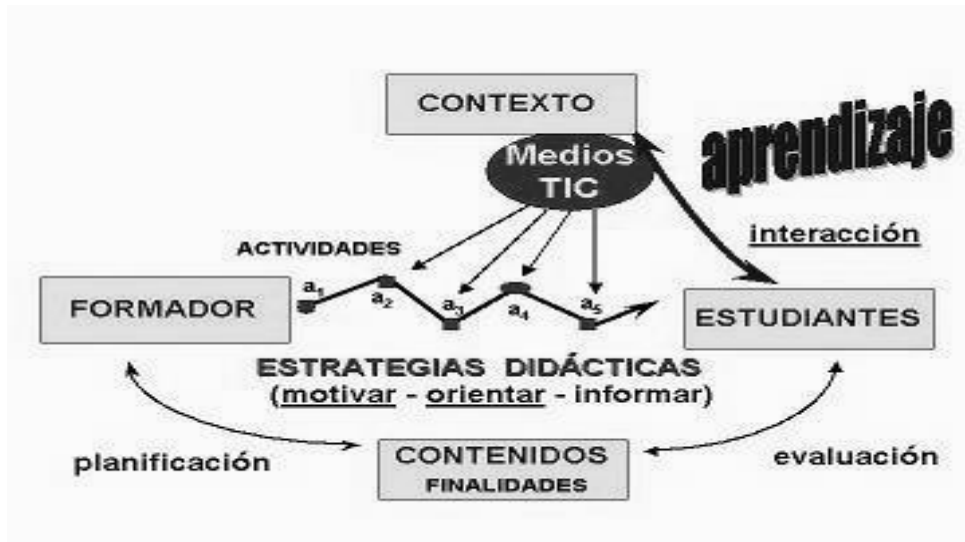 CONTEXTO
aprendizaje
Medios
TIC
interacción
ACTIVIDADES
a1
a2
a3
a4
a5
FORMADOR
ESTUDIANTES
ESTRATEGIAS DIDÁCTICAS
(motivar - orientar - informar)
planificación
CONTENIDOS
FINALIDADES
evaluación